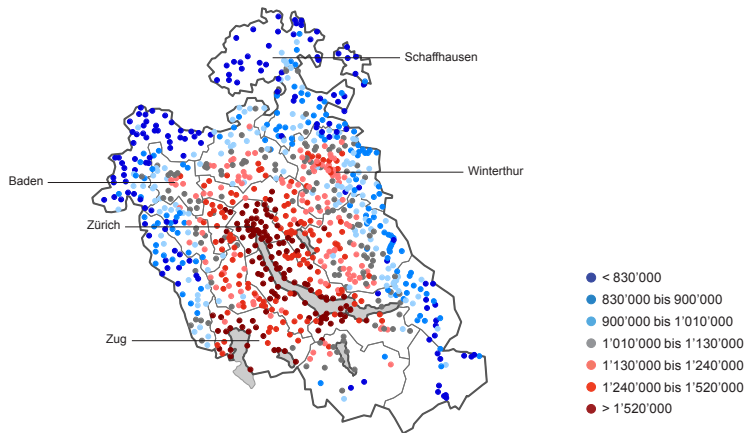 Schaffhausen
Winterthur
Baden
Zürich
Zug
< 830’000
830’000 bis 900’000
900’000 bis 1’010’000
1’010’000 bis 1’130’000
1’130’000 bis 1’240’000
1’240’000 bis 1’520’000
> 1’520’000